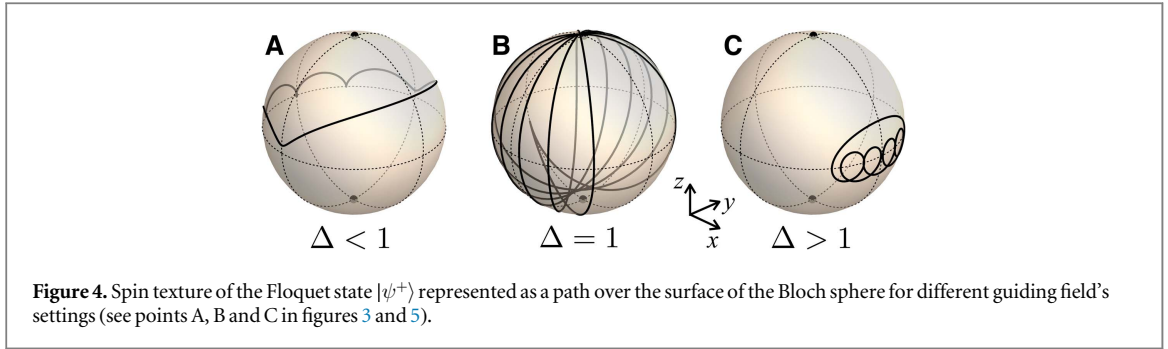 A B C
z
y
x
Δ < 1 Δ = 1 Δ > 1
Figure 4. Spin texture of the Floquet state |ψ⁺⟩ represented as a path over the surface of the Bloch sphere for different guiding field's
settings (see points A, B and C in figures 3 and 5).